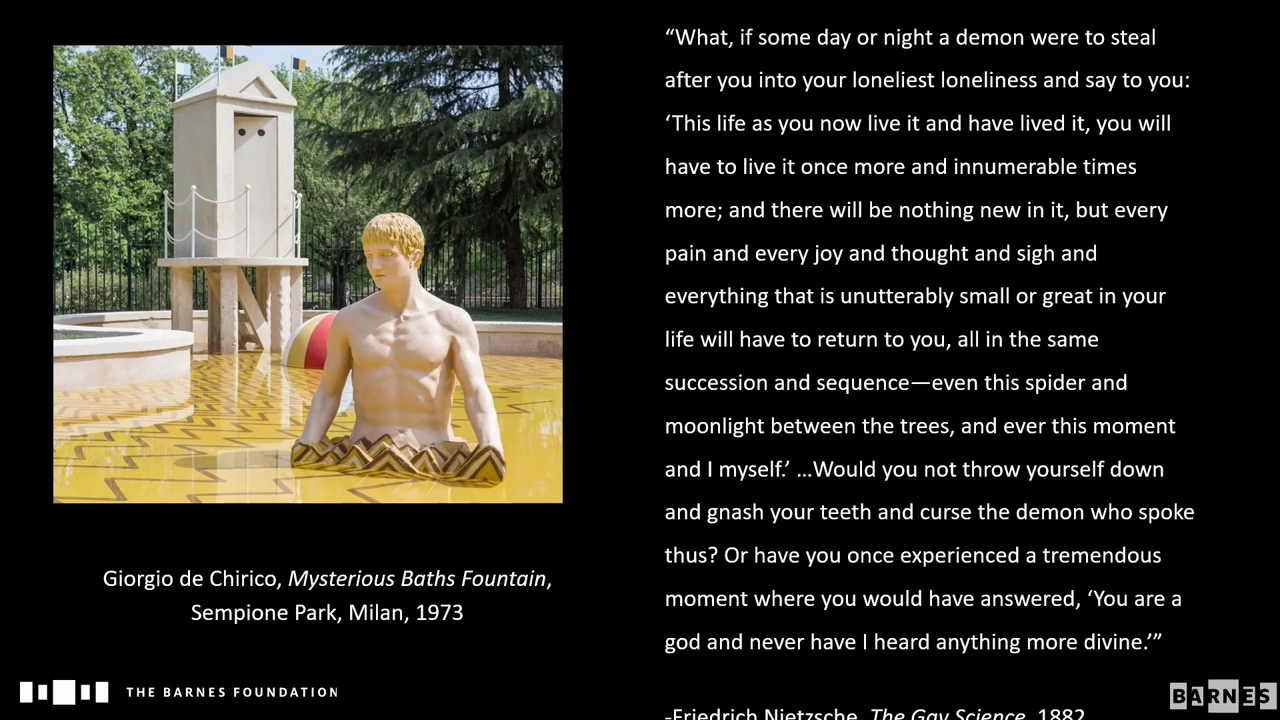 “What, if some day or night a demon were to steal
after you into your loneliest loneliness and say to you:
‘This life as you now live it and have lived it, you will
have to live it once more and innumerable times
more; and there will be nothing new in it, but every
pain and every joy and thought and sigh and
everything that is unutterably small or great in your
life will have to return to you, all in the same
succession and sequence—even this spider and
moonlight between the trees, and ever this moment
and I myself.’ …Would you not throw yourself down
and gnash your teeth and curse the demon who spoke
thus? Or have you once experienced a tremendous
moment where you would have answered, ‘You are a
god and never have I heard anything more divine.’”
-Friedrich Nietzsche, The Gay Science, 1882
Giorgio de Chirico, Mysterious Baths Fountain,
Sempione Park, Milan, 1973
THE BARNES FOUNDATION
BARNES